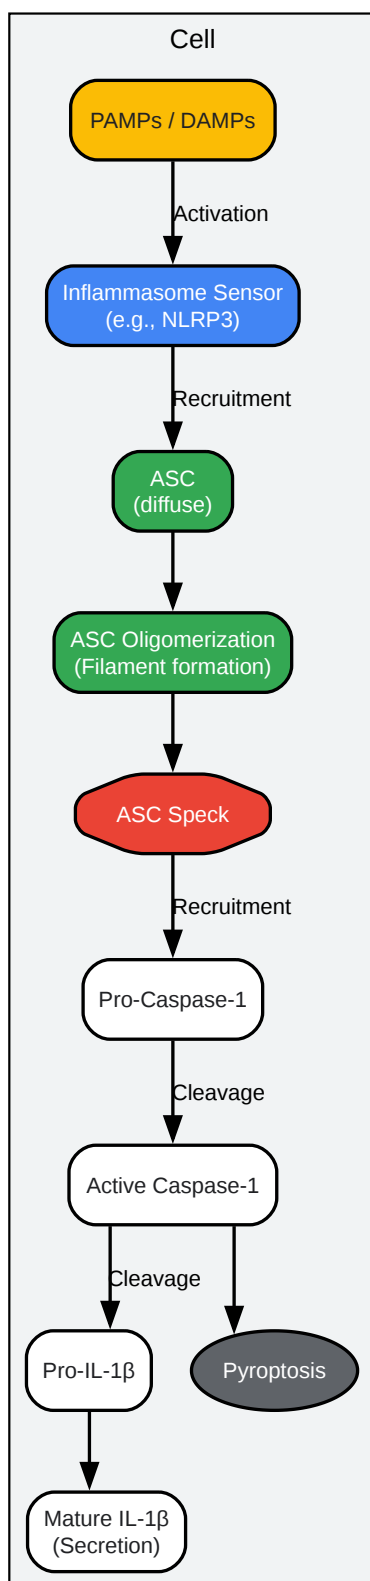 Cell
PAMPs / DAMPs
Activation
Inflammasome Sensor
(e.g., NLRP3)
Recruitment
ASC
(diffuse)
ASC Oligomerization
(Filament formation)
ASC Speck
Recruitment
Pro-Caspase-1
Cleavage
Active Caspase-1
Cleavage
Pro-IL-1β
Pyroptosis
Mature IL-1β
(Secretion)